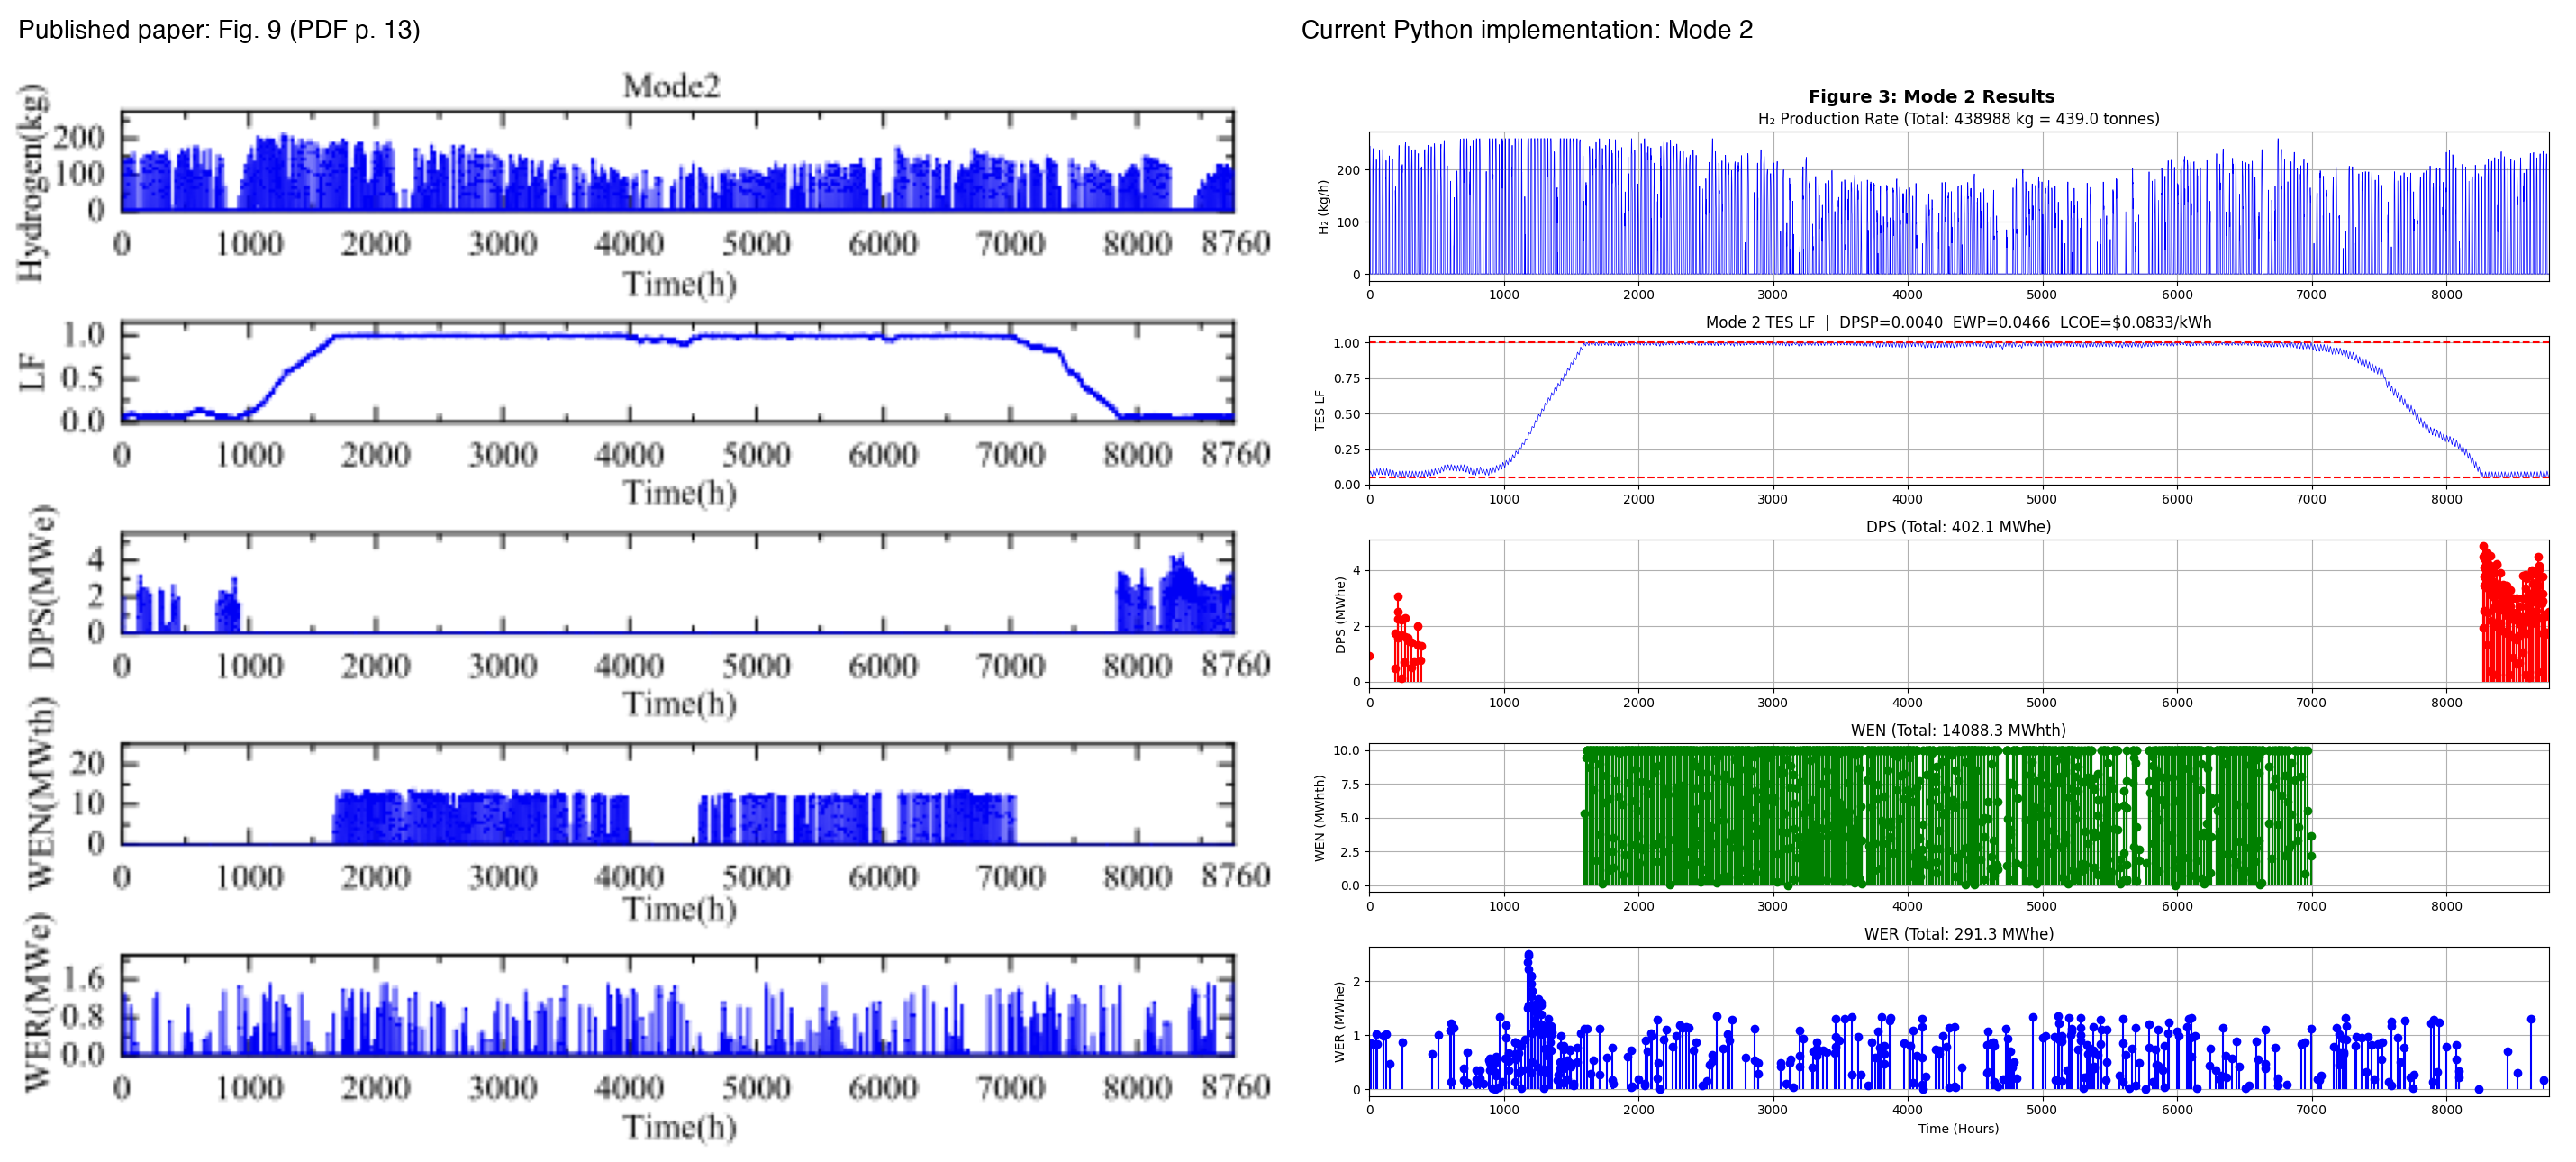 Published paper: Fig. 9 (PDF p. 13)
Mode2
Hydrogen(kg)
200
100
0
0 1000 2000 3000 4000 5000 6000 7000 8000 8760
Time(h)
LF
1.0
0.5
0.0
0 1000 2000 3000 4000 5000 6000 7000 8000 8760
Time(h)
DPS(MWe)
4
2
0
0 1000 2000 3000 4000 5000 6000 7000 8000 8760
Time(h)
WEN(MWth)
20
10
0
0 1000 2000 3000 4000 5000 6000 7000 8000 8760
Time(h)
WER(MWe)
1.6
0.8
0.0
0 1000 2000 3000 4000 5000 6000 7000 8000 8760
Time(h)
Current Python implementation: Mode 2
Figure 3: Mode 2 Results
H₂ Production Rate (Total: 438988 kg = 439.0 tonnes)
H₂ (kg/h)
200
100
0
0 1000 2000 3000 4000 5000 6000 7000 8000
Mode 2 TES LF | DPSP=0.0040 EWP=0.0466 LCOE=$0.0833/kWh
TES LF
1.00
0.75
0.50
0.25
0.00
0 1000 2000 3000 4000 5000 6000 7000 8000
DPS (Total: 402.1 MWhe)
DPS (MWhe)
4
2
0
0 1000 2000 3000 4000 5000 6000 7000 8000
WEN (Total: 14088.3 MWhth)
WEN (MWhth)
10.0
7.5
5.0
2.5
0.0
0 1000 2000 3000 4000 5000 6000 7000 8000
WER (Total: 291.3 MWhe)
WER (MWhe)
2
1
0
0 1000 2000 3000 4000 5000 6000 7000 8000
Time (Hours)